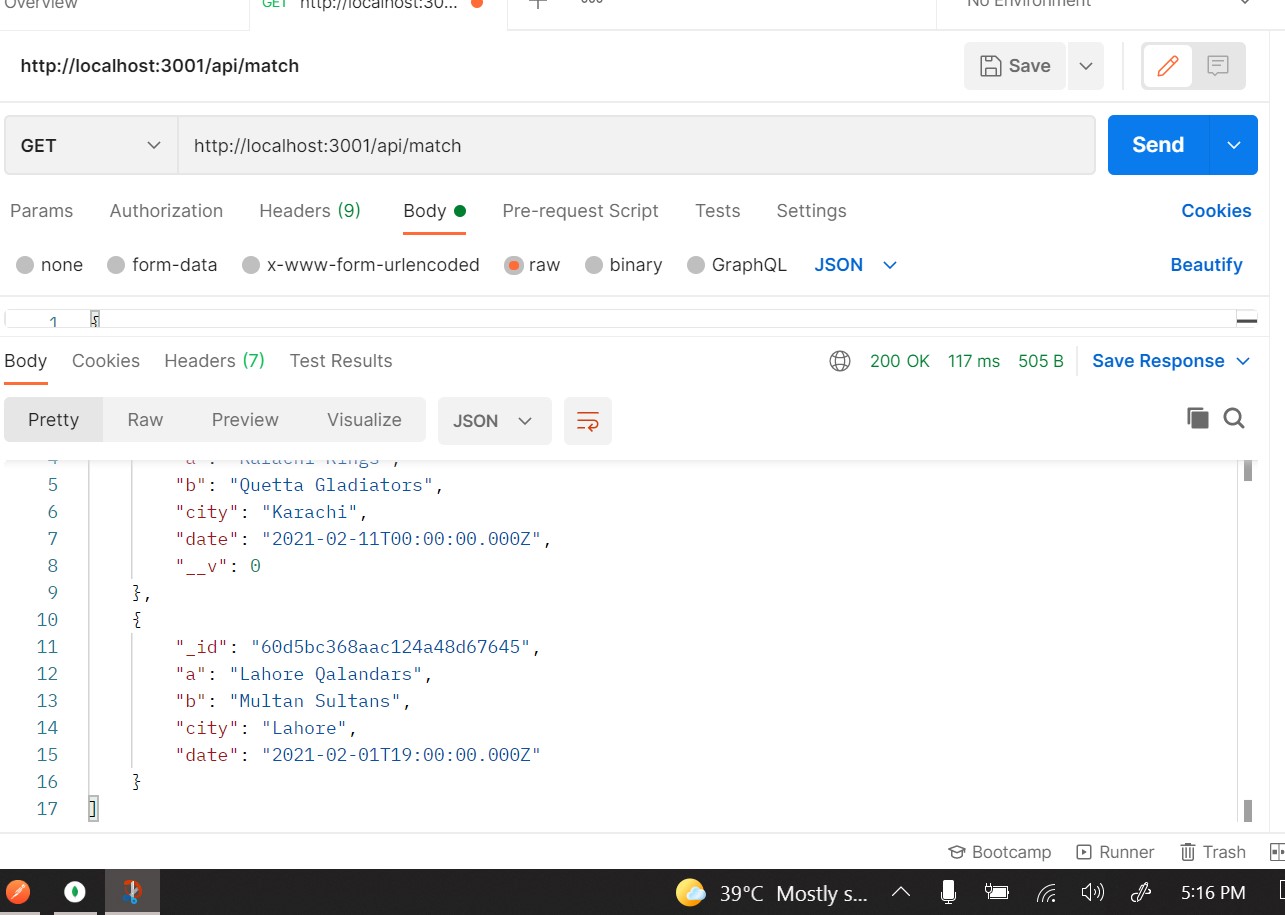 Overview GET http://localhost:30... No Environment
http://localhost:3001/api/match Save
GET http://localhost:3001/api/match Send
Params Authorization Headers (9) Body Pre-request Script Tests Settings Cookies
none form-data x-www-form-urlencoded raw binary GraphQL JSON Beautify
1 {
Body Cookies Headers (7) Test Results 200 OK 117 ms 505 B Save Response
Pretty Raw Preview Visualize JSON
4 "a": "Karachi Kings",
5 "b": "Quetta Gladiators",
6 "city": "Karachi",
7 "date": "2021-02-11T00:00:00.000Z",
8 "__v": 0
9 },
10 {
11 "_id": "60d5bc368aac124a48d67645",
12 "a": "Lahore Qalandars",
13 "b": "Multan Sultans",
14 "city": "Lahore",
15 "date": "2021-02-01T19:00:00.000Z"
16 }
17 ]
Bootcamp Runner Trash
39°C Mostly s... 5:16 PM